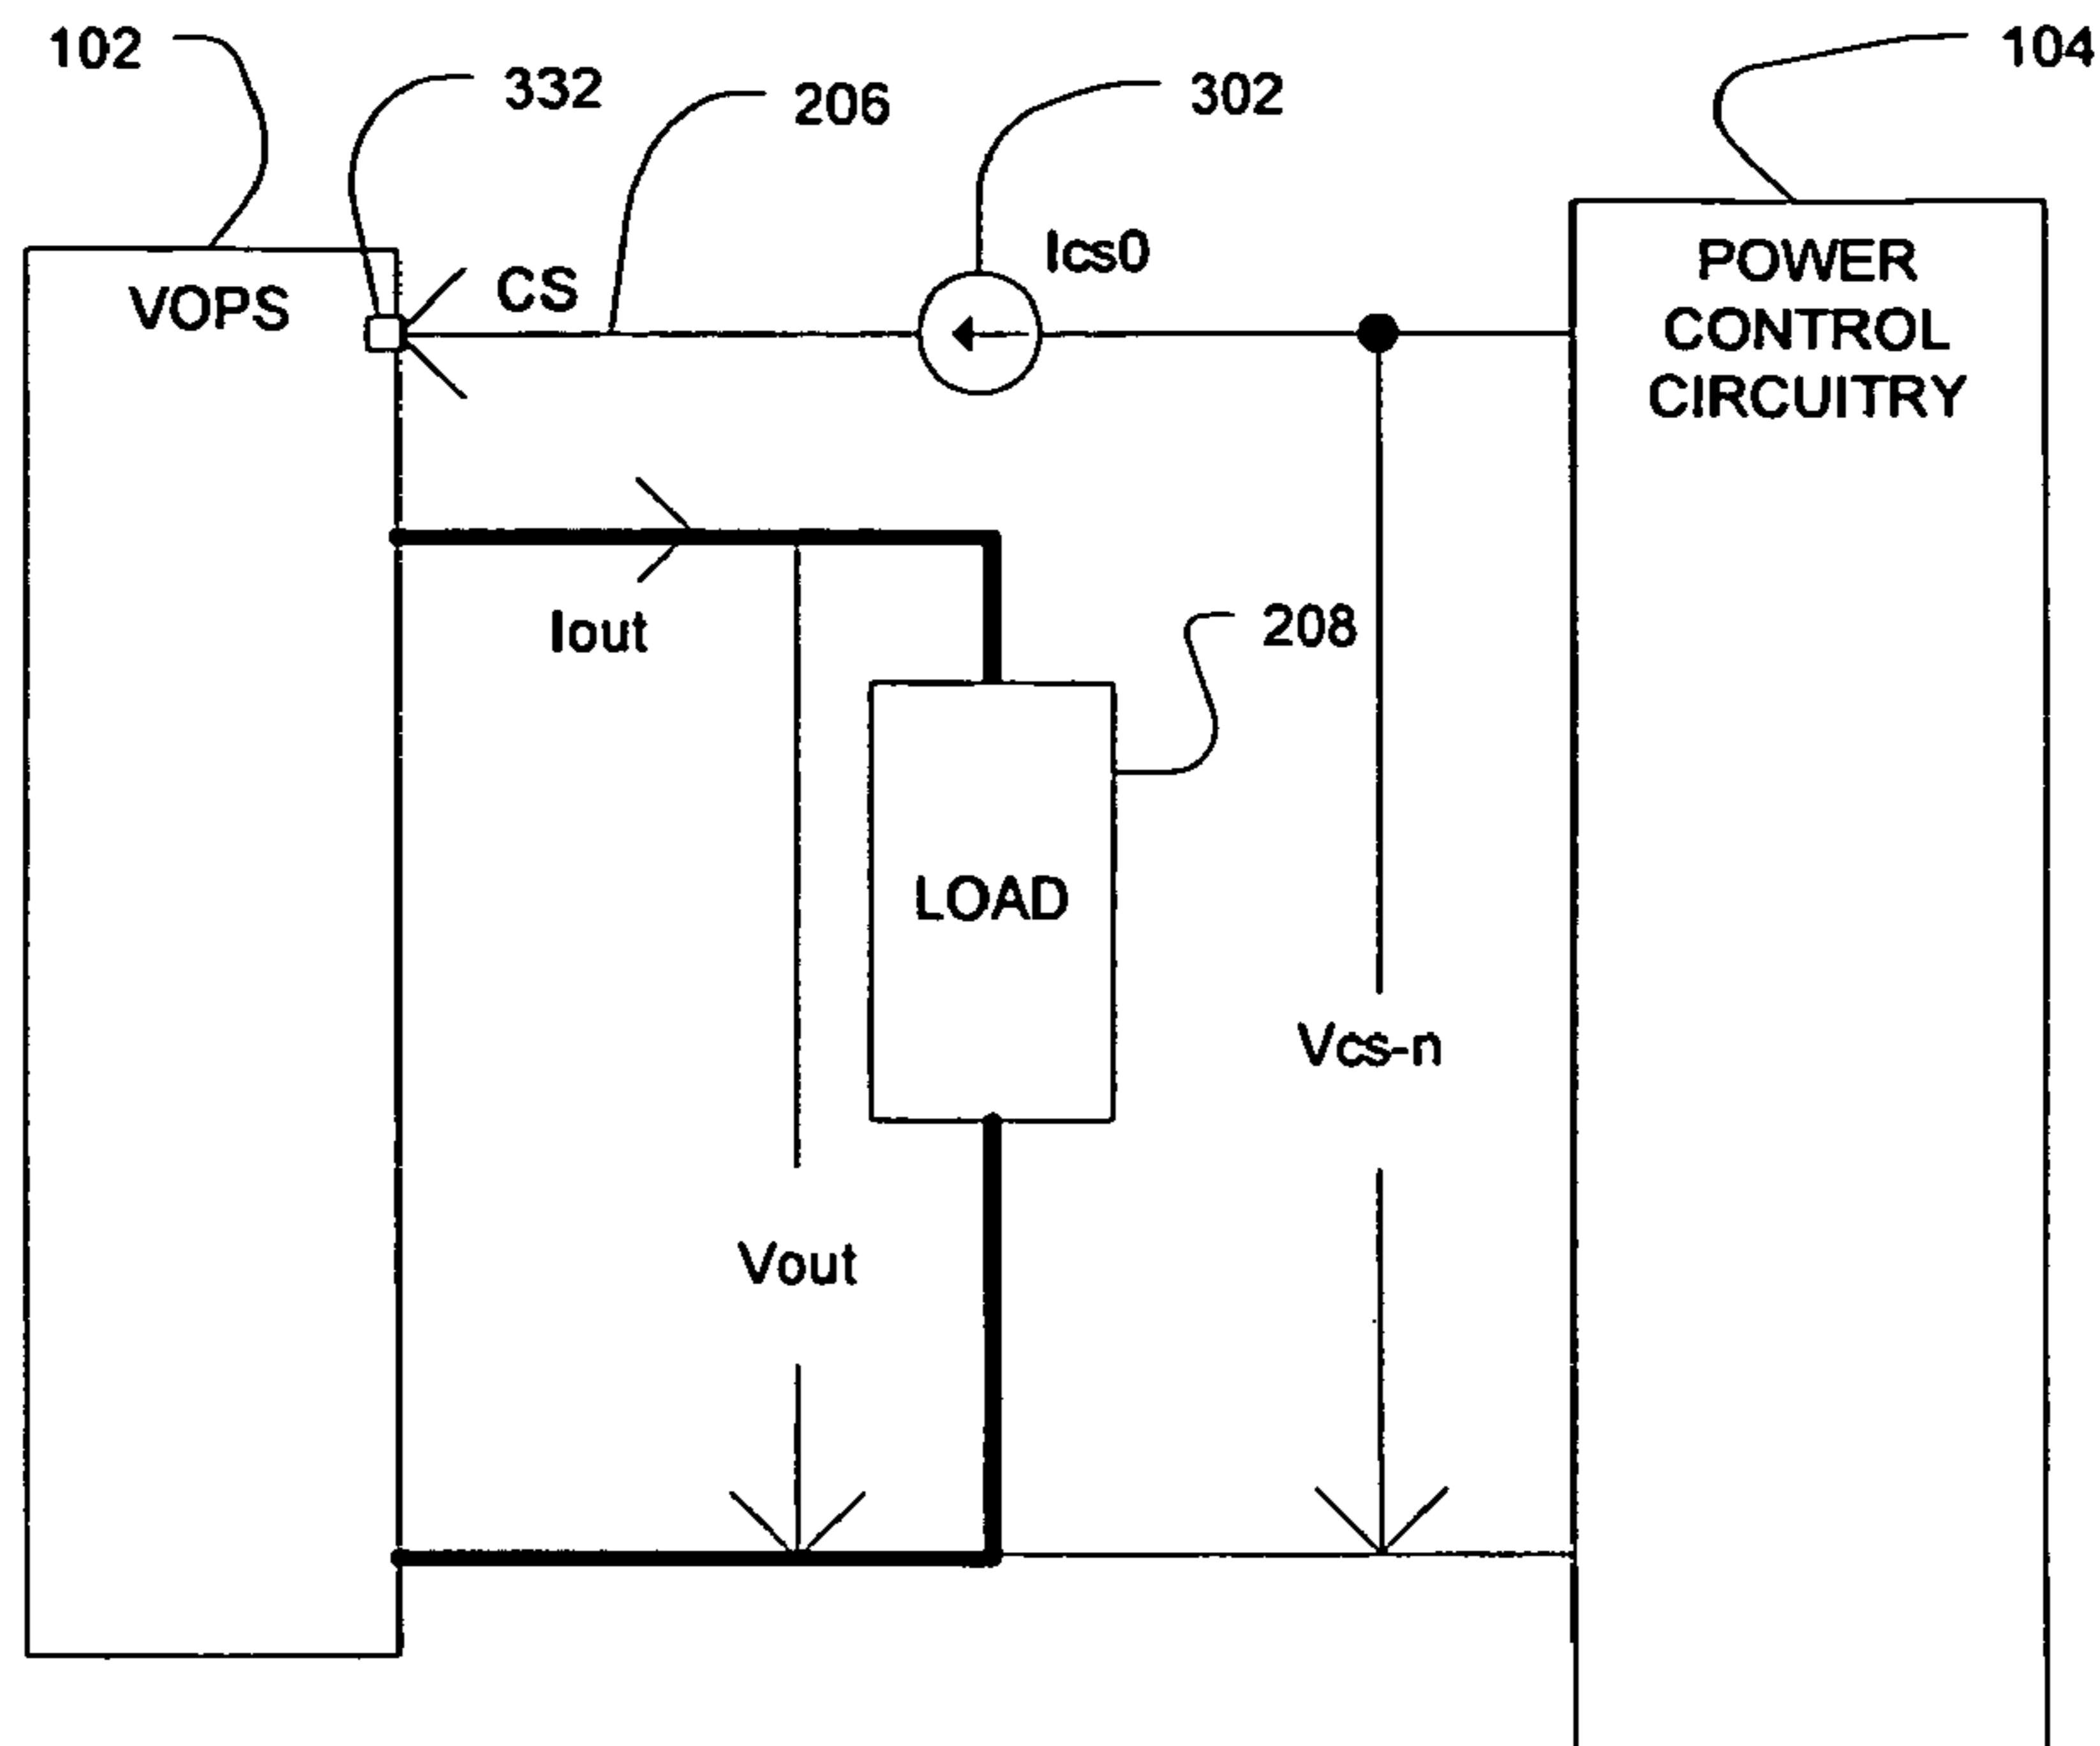 102
332
206
302
104
VOPS
CS
Ics0
POWER
CONTROL
CIRCUITRY
Iout
208
LOAD
Vcs-n
Vout